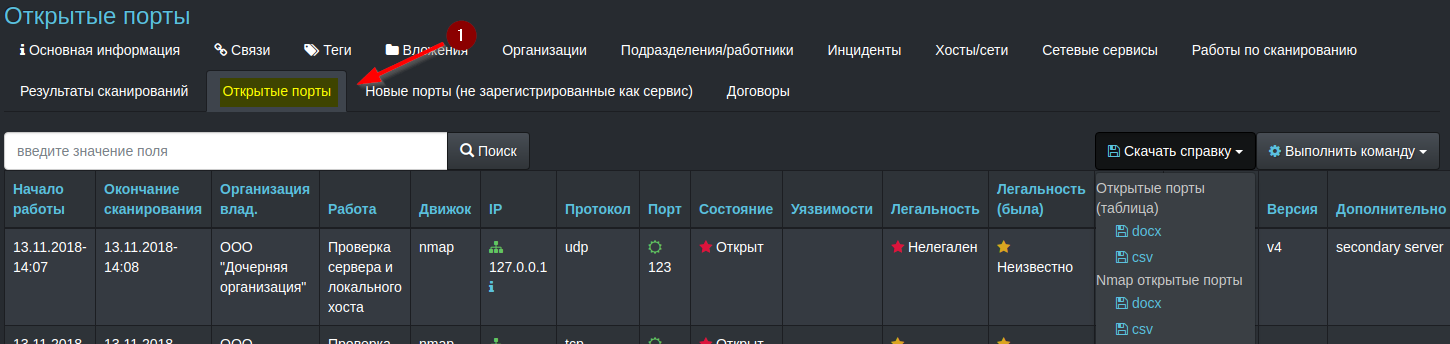 Открытые порты
1
Основная информация Связи Теги Вложения Организации Подразделения/работники Инциденты Хосты/сети Сетевые сервисы Работы по сканированию
Результаты сканирований Открытые порты Новые порты (не зарегистрированные как сервис) Договоры
введите значение поля Поиск Скачать справку Выполнить команду
Начало работы Окончание сканирования Организация влад. Работа Движок IP Протокол Порт Состояние Уязвимости Легальность Легальность (была) Версия Дополнительно
Открытые порты
(таблица)
docx
csv
Nmap открытые порты
docx
csv
13.11.2018-14:07 13.11.2018-14:08 ООО "Дочерняя организация" Проверка сервера и локального хоста nmap 127.0.0.1 udp 123 Открыт Нелегален Неизвестно v4 secondary server
13.11.2018- 13.11.2018- ООО Проверка nmap tcp Открыт